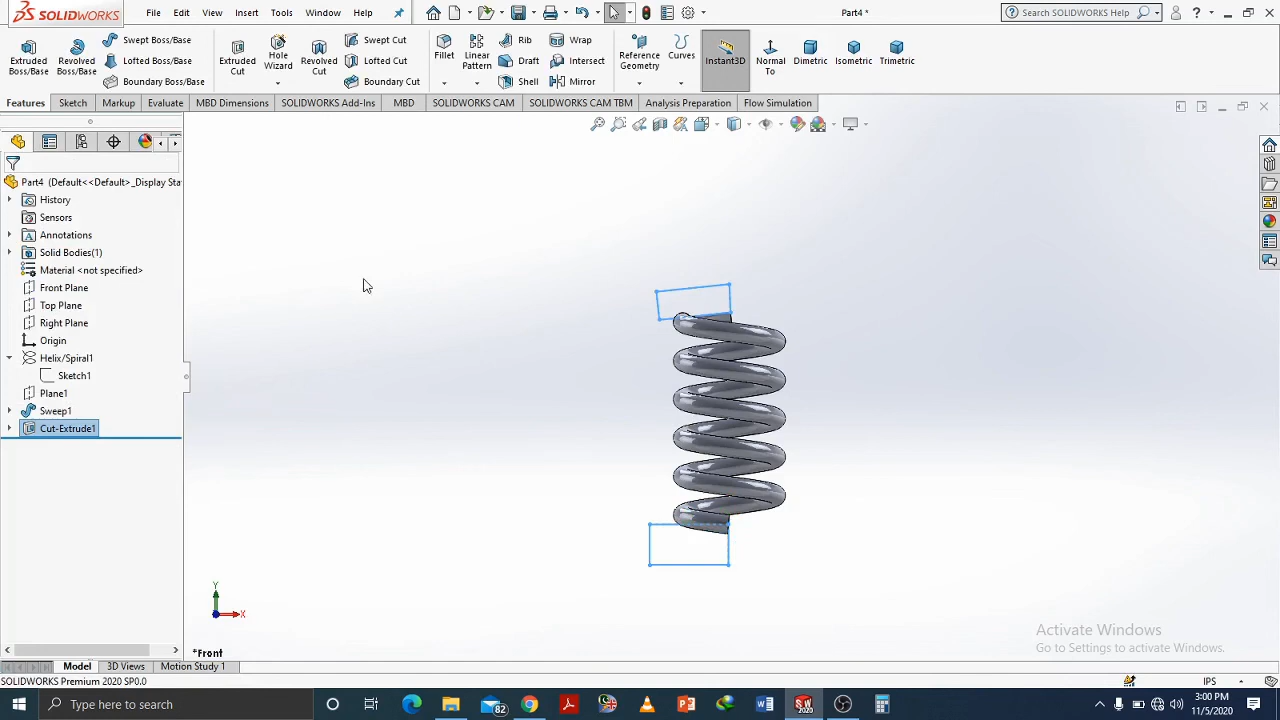 SOLIDWORKS
File Edit View Insert Tools Window Help
Part4 *
Search SOLIDWORKS Help
Extruded Boss/Base
Revolved Boss/Base
Swept Boss/Base
Lofted Boss/Base
Boundary Boss/Base
Extruded Cut
Hole Wizard
Revolved Cut
Swept Cut
Lofted Cut
Boundary Cut
Fillet
Linear Pattern
Rib
Draft
Shell
Wrap
Intersect
Mirror
Reference Geometry
Curves
Instant3D
Normal To
Dimetric
Isometric
Trimetric
Features Sketch Markup Evaluate MBD Dimensions SOLIDWORKS Add-Ins MBD SOLIDWORKS CAM SOLIDWORKS CAM TBM Analysis Preparation Flow Simulation
Part4 (Default<<Default>_Display Sta
History
Sensors
Annotations
Solid Bodies(1)
Material <not specified>
Front Plane
Top Plane
Right Plane
Origin
Helix/Spiral1
Sketch1
Plane1
Sweep1
Cut-Extrude1
Y
X
*Front
Activate Windows
Go to Settings to activate Windows.
Model 3D Views Motion Study 1
SOLIDWORKS Premium 2020 SP0.0
IPS
Type here to search
82
SW
2020
3:00 PM
11/5/2020